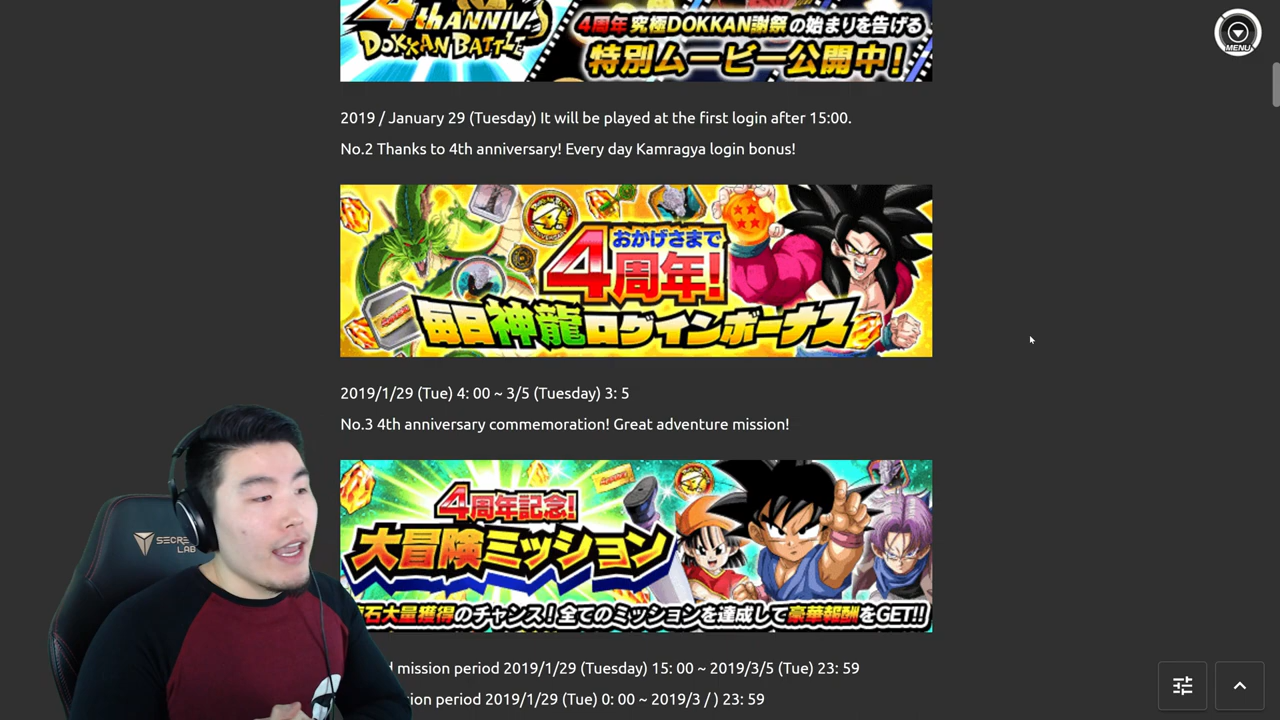 4thANNIV.
DOKKAN BATTLE
4周年 究極DOKKAN謝祭の始まりを告げる
特別ムービー公開中!
MENU
2019 / January 29 (Tuesday) It will be played at the first login after 15:00.
No.2 Thanks to 4th anniversary! Every day Kamragya login bonus!
おかげさまで
4周年!
毎日神龍ログインボーナス
2019/1/29 (Tue) 4: 00 ~ 3/5 (Tuesday) 3: 5
No.3 4th anniversary commemoration! Great adventure mission!
4周年記念!
大冒険ミッション
石大量獲得のチャンス!全てのミッションを達成して豪華報酬をGET!!
mission period 2019/1/29 (Tuesday) 15: 00 ~ 2019/3/5 (Tue) 23: 59
ion period 2019/1/29 (Tue) 0: 00 ~ 2019/3 / ) 23: 59
SECRE
LAB